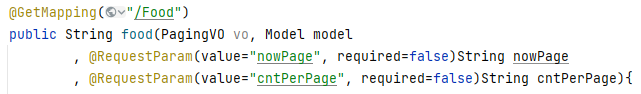 @GetMapping("/Food")
public String food(PagingVO vo, Model model
, @RequestParam(value="nowPage", required=false)String nowPage
, @RequestParam(value="cntPerPage", required=false)String cntPerPage){